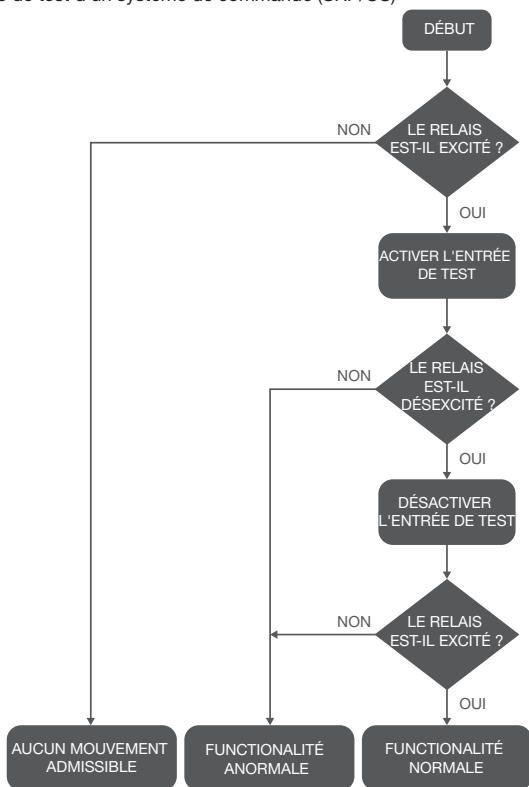 DÉBUT
NON
LE RELAIS
EST-IL EXCITÉ ?
OUI
ACTIVER L'ENTRÉE
DE TEST
NON
LE RELAIS
EST-IL
DÉSEXCITÉ ?
OUI
DÉSACTIVER
L'ENTRÉE DE TEST
NON
LE RELAIS
EST-IL EXCITÉ ?
OUI
AUCUN MOUVEMENT
ADMISSIBLE
FUNCTIONALITÉ
ANORMALE
FUNCTIONALITÉ
NORMALE